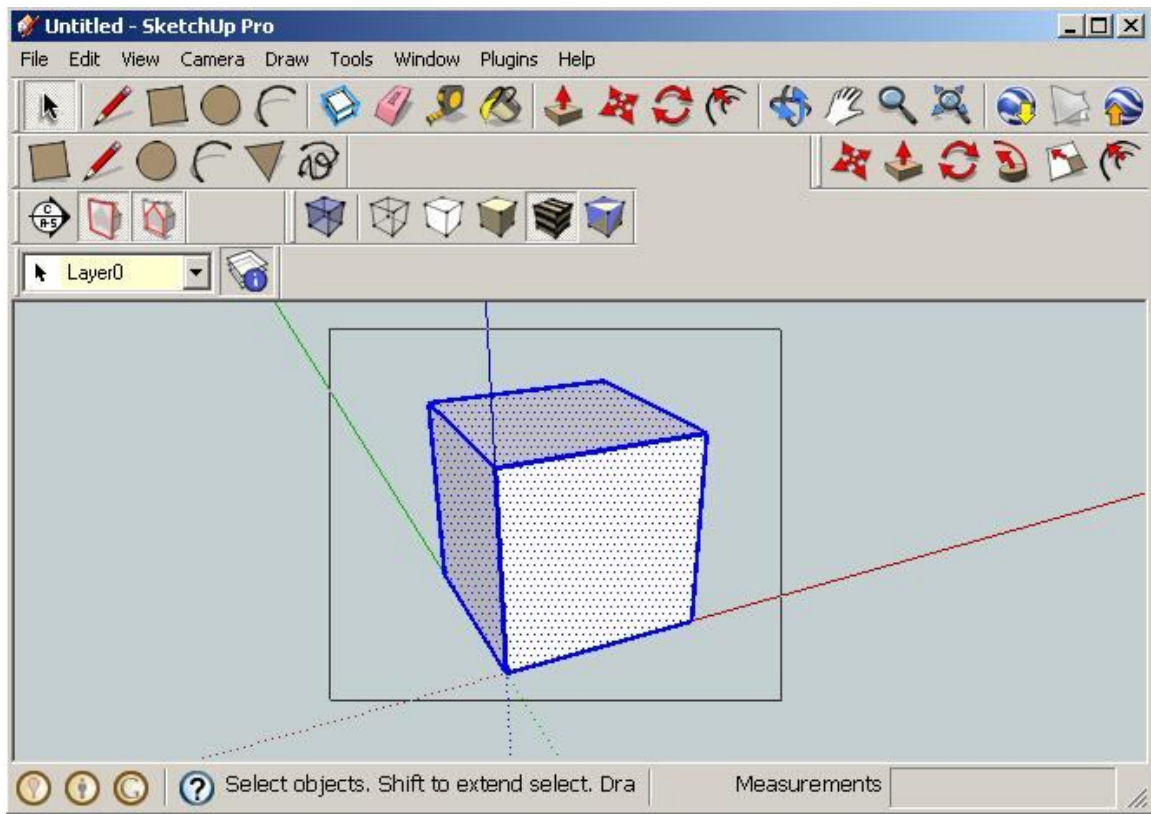 Untitled - SketchUp Pro
File Edit View Camera Draw Tools Window Plugins Help
C
A-5
Layer0
Select objects. Shift to extend select. Dra Measurements